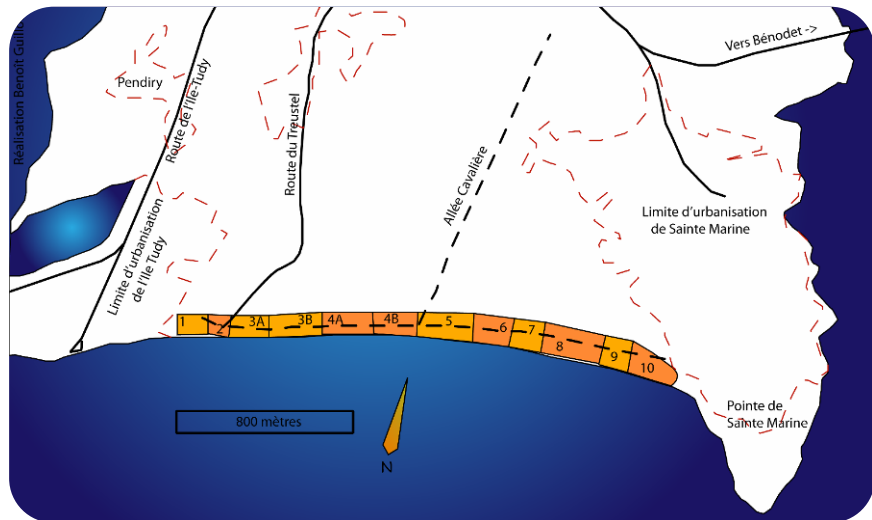 Réalisation Benoit Guillo
Pendiry
Route de l'Ile-Tudy
Route du Treustel
Allée Cavalière
Vers Bénodet ->
Limite d'urbanisation
de l'Ile Tudy
Limite d'urbanisation
de Sainte Marine
1
2
3A
3B
4A
4B
5
6
7
8
9
10
800 mètres
N
Pointe de
Sainte Marine